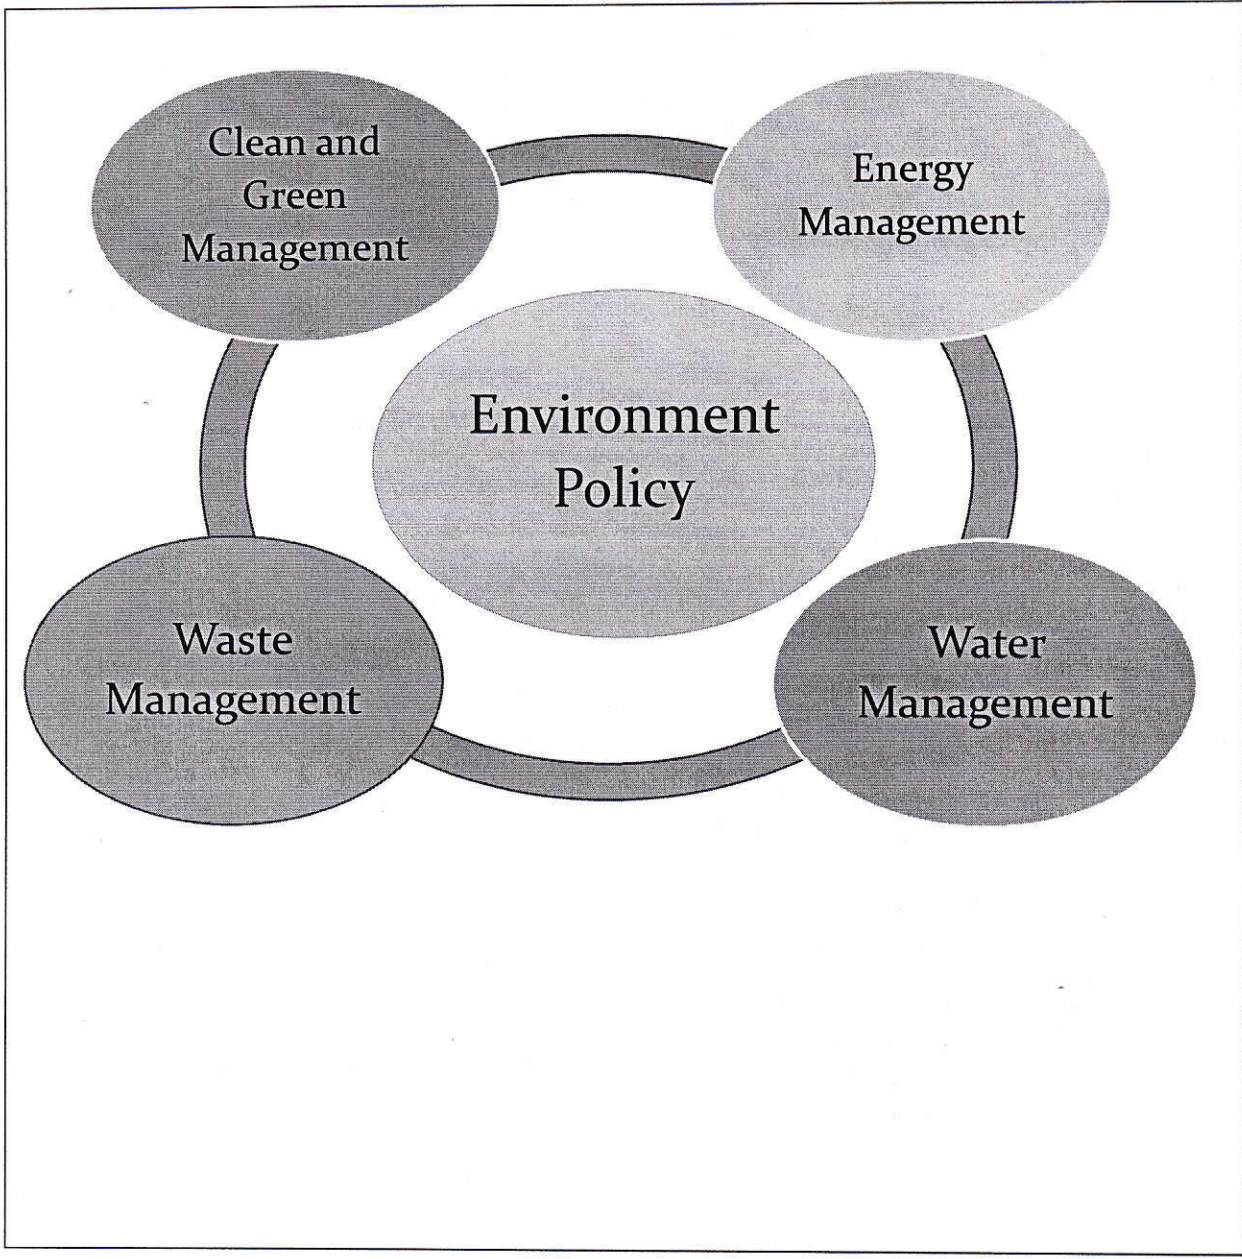 Clean and
Green
Management
Energy
Management
Environment
Policy
Waste
Management
Water
Management